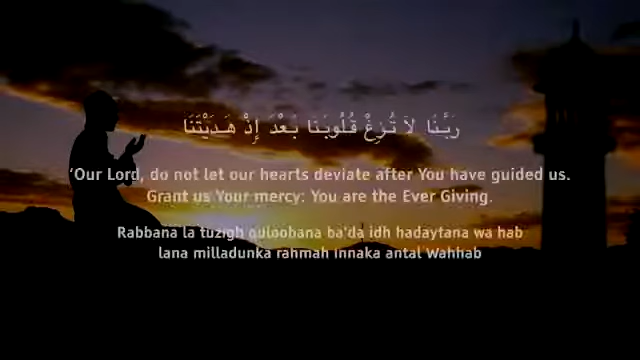 رَبَّنَا لَا تُزِغْ قُلُوبَنَا بَعْدَ إِذْ هَدَيْتَنَا
'Our Lord, do not let our hearts deviate after You have guided us.
Grant us Your mercy: You are the Ever Giving.
Rabbana la tuzigh quloobana ba'da idh hadaytana wa hab
lana milladunka rahmah innaka antal Wahhab